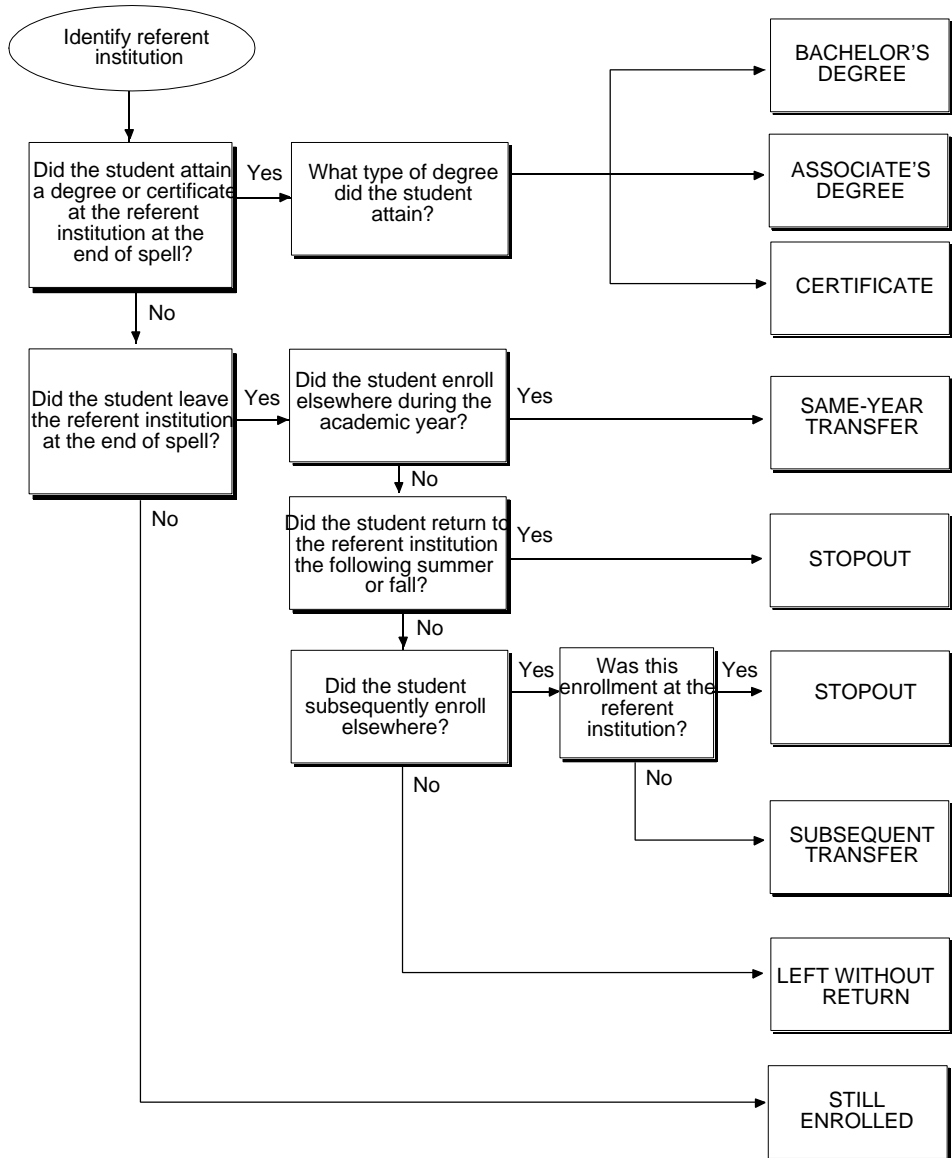 Identify referent
institution
Did the student attain
a degree or certificate
at the referent
institution at the
end of spell?
Yes
What type of degree
did the student
attain?
BACHELOR'S
DEGREE
ASSOCIATE'S
DEGREE
CERTIFICATE
No
Did the student leave
the referent institution
at the end of spell?
Yes
Did the student enroll
elsewhere during the
academic year?
Yes
SAME-YEAR
TRANSFER
No
No
Did the student return to
the referent institution
the following summer
or fall?
Yes
STOPOUT
No
Did the student
subsequently enroll
elsewhere?
Yes
Was this
enrollment at the
referent
institution?
Yes
STOPOUT
No
No
SUBSEQUENT
TRANSFER
LEFT WITHOUT
RETURN
STILL
ENROLLED